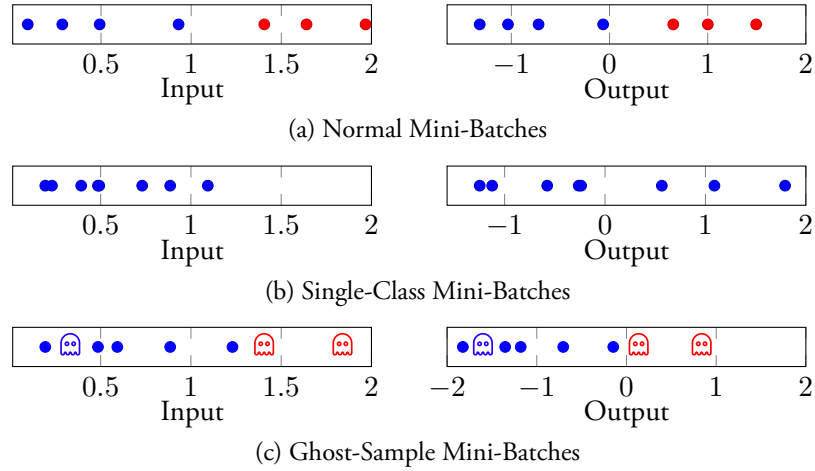 0.5 1 1.5 2 −1 0 1 2
Input Output
(a) Normal Mini-Batches
0.5 1 1.5 2 −1 0 1 2
Input Output
(b) Single-Class Mini-Batches
0.5 1 1.5 2 −2 −1 0 1 2
Input Output
(c) Ghost-Sample Mini-Batches